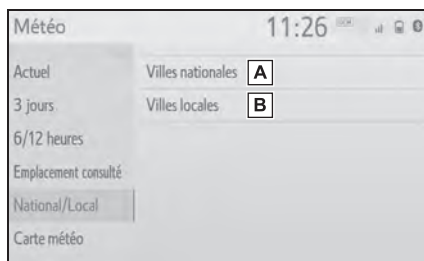 Météo 11:26
Actuel Villes nationales A
3 jours Villes locales B
6/12 heures
Emplacement consulté
National/Local
Carte météo